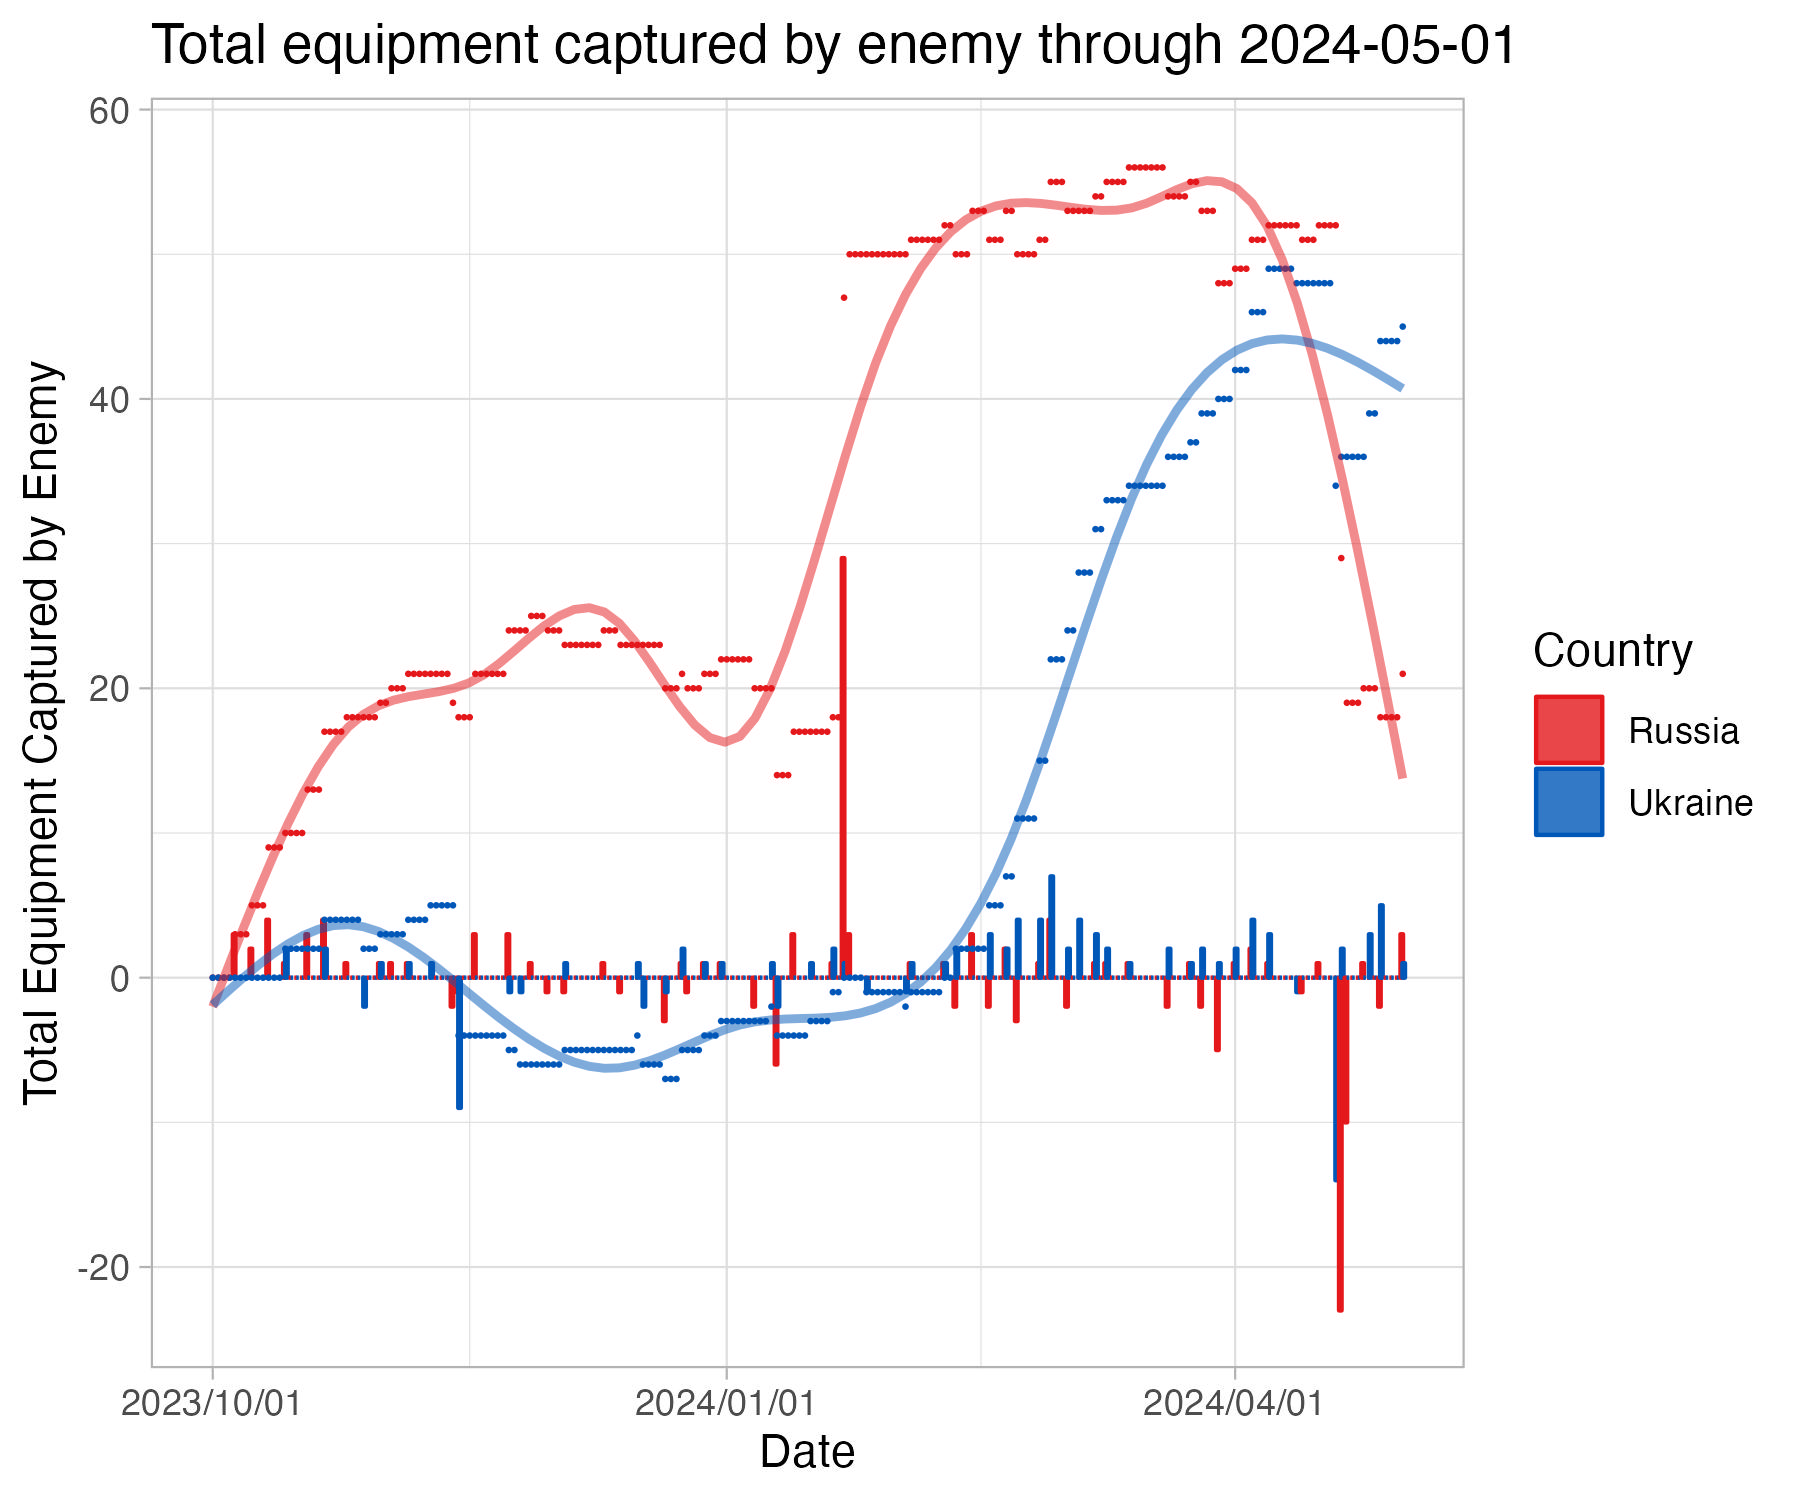 Total equipment captured by enemy through 2024-05-01
Total Equipment Captured by Enemy
60
40
20
0
-20
2023/10/01
2024/01/01
2024/04/01
Date
Country
Russia
Ukraine